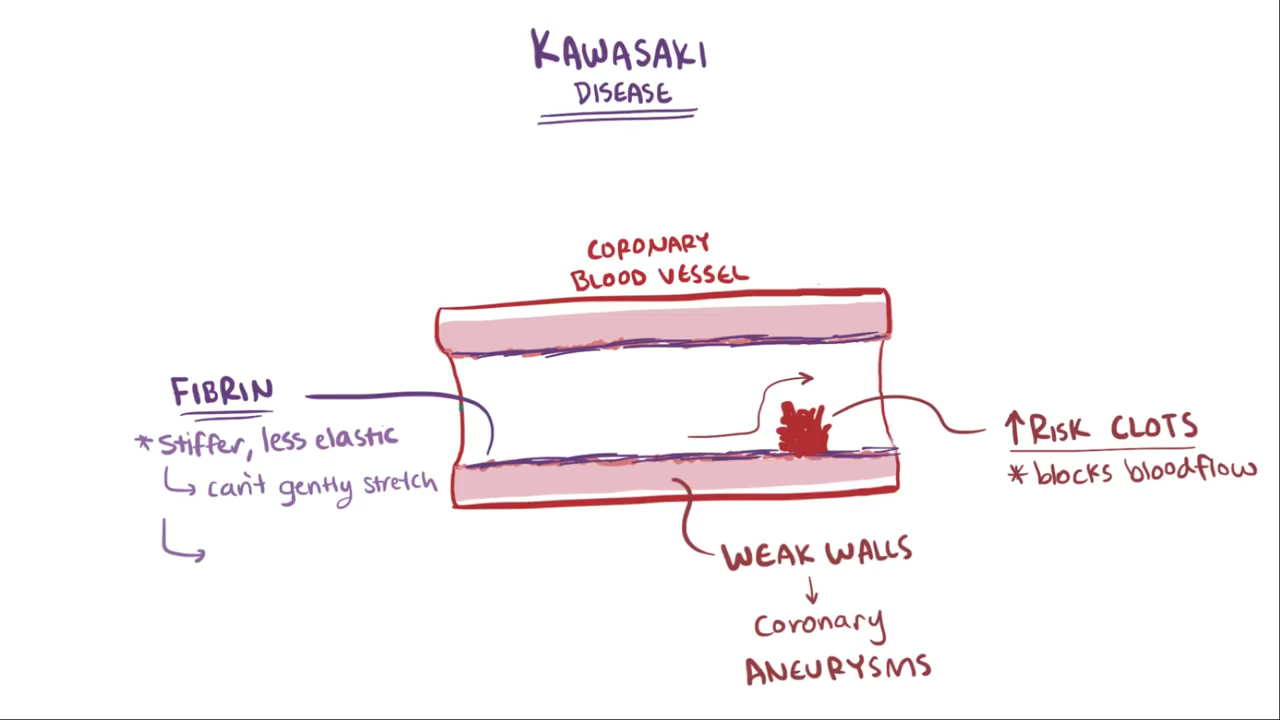 KAWASAKI
DISEASE
CORONARY
BLOOD VESSEL
FIBRIN
* Stiffer, less elastic
↳ can't gently stretch
↳
↑ RISK CLOTS
* blocks bloodflow
WEAK WALLS
↓
Coronary
ANEURYSMS